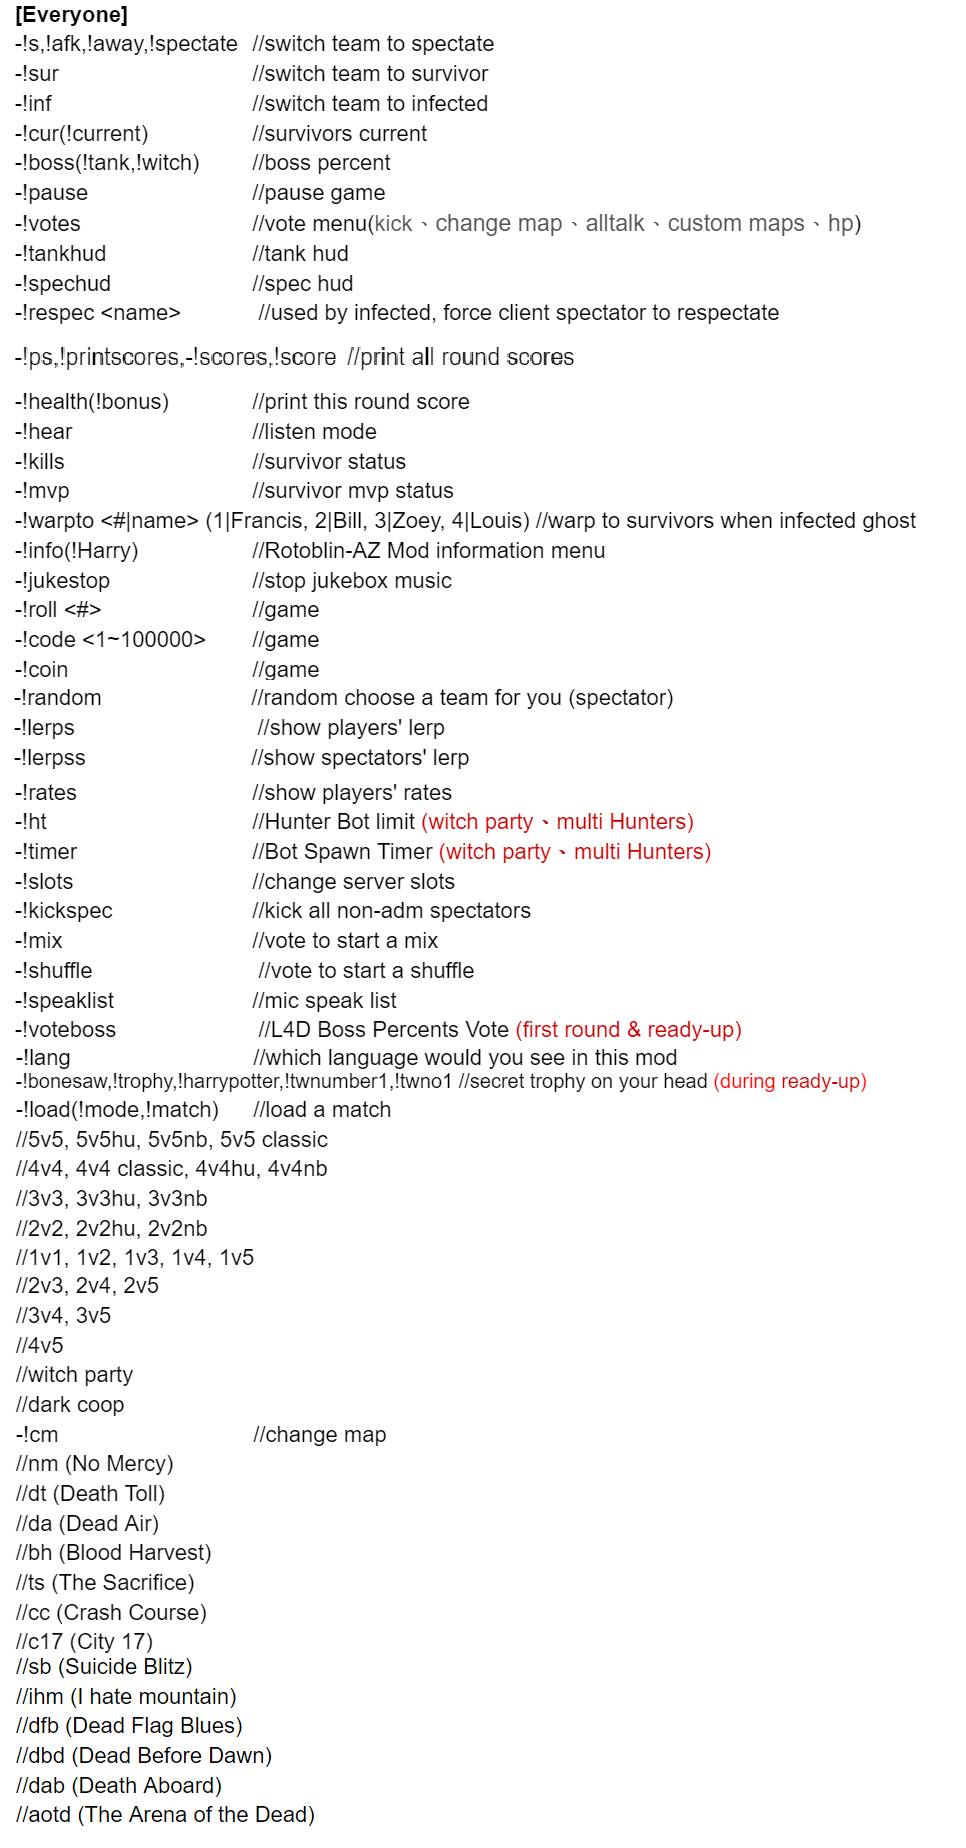 [Everyone]
-!s,!afk,!away,!spectate //switch team to spectate
-!sur //switch team to survivor
-!inf //switch team to infected
-!cur(!current) //survivors current
-!boss(!tank,!witch) //boss percent
-!pause //pause game
-!votes //vote menu(kick、change map、alltalk、custom maps、hp)
-!tankhud //tank hud
-!spechud //spec hud
-!respec <name> //used by infected, force client spectator to respectate
-!ps,!printscores,-!scores,!score //print all round scores
-!health(!bonus) //print this round score
-!hear //listen mode
-!kills //survivor status
-!mvp //survivor mvp status
-!warpto <#|name> (1|Francis, 2|Bill, 3|Zoey, 4|Louis) //warp to survivors when infected ghost
-!info(!Harry) //Rotoblin-AZ Mod information menu
-!jukestop //stop jukebox music
-!roll <#> //game
-!code <1~100000> //game
-!coin //game
-!random //random choose a team for you (spectator)
-!lerps //show players' lerp
-!lerpss //show spectators' lerp
-!rates //show players' rates
-!ht //Hunter Bot limit (witch party、multi Hunters)
-!timer //Bot Spawn Timer (witch party、multi Hunters)
-!slots //change server slots
-!kickspec //kick all non-adm spectators
-!mix //vote to start a mix
-!shuffle //vote to start a shuffle
-!speaklist //mic speak list
-!voteboss //L4D Boss Percents Vote (first round & ready-up)
-!lang //which language would you see in this mod
-!bonesaw,!trophy,!harrypotter,!twnumber1,!twno1 //secret trophy on your head (during ready-up)
-!load(!mode,!match) //load a match
//5v5, 5v5hu, 5v5nb, 5v5 classic
//4v4, 4v4 classic, 4v4hu, 4v4nb
//3v3, 3v3hu, 3v3nb
//2v2, 2v2hu, 2v2nb
//1v1, 1v2, 1v3, 1v4, 1v5
//2v3, 2v4, 2v5
//3v4, 3v5
//4v5
//witch party
//dark coop
-!cm //change map
//nm (No Mercy)
//dt (Death Toll)
//da (Dead Air)
//bh (Blood Harvest)
//ts (The Sacrifice)
//cc (Crash Course)
//c17 (City 17)
//sb (Suicide Blitz)
//ihm (I hate mountain)
//dfb (Dead Flag Blues)
//dbd (Dead Before Dawn)
//dab (Death Aboard)
//aotd (The Arena of the Dead)